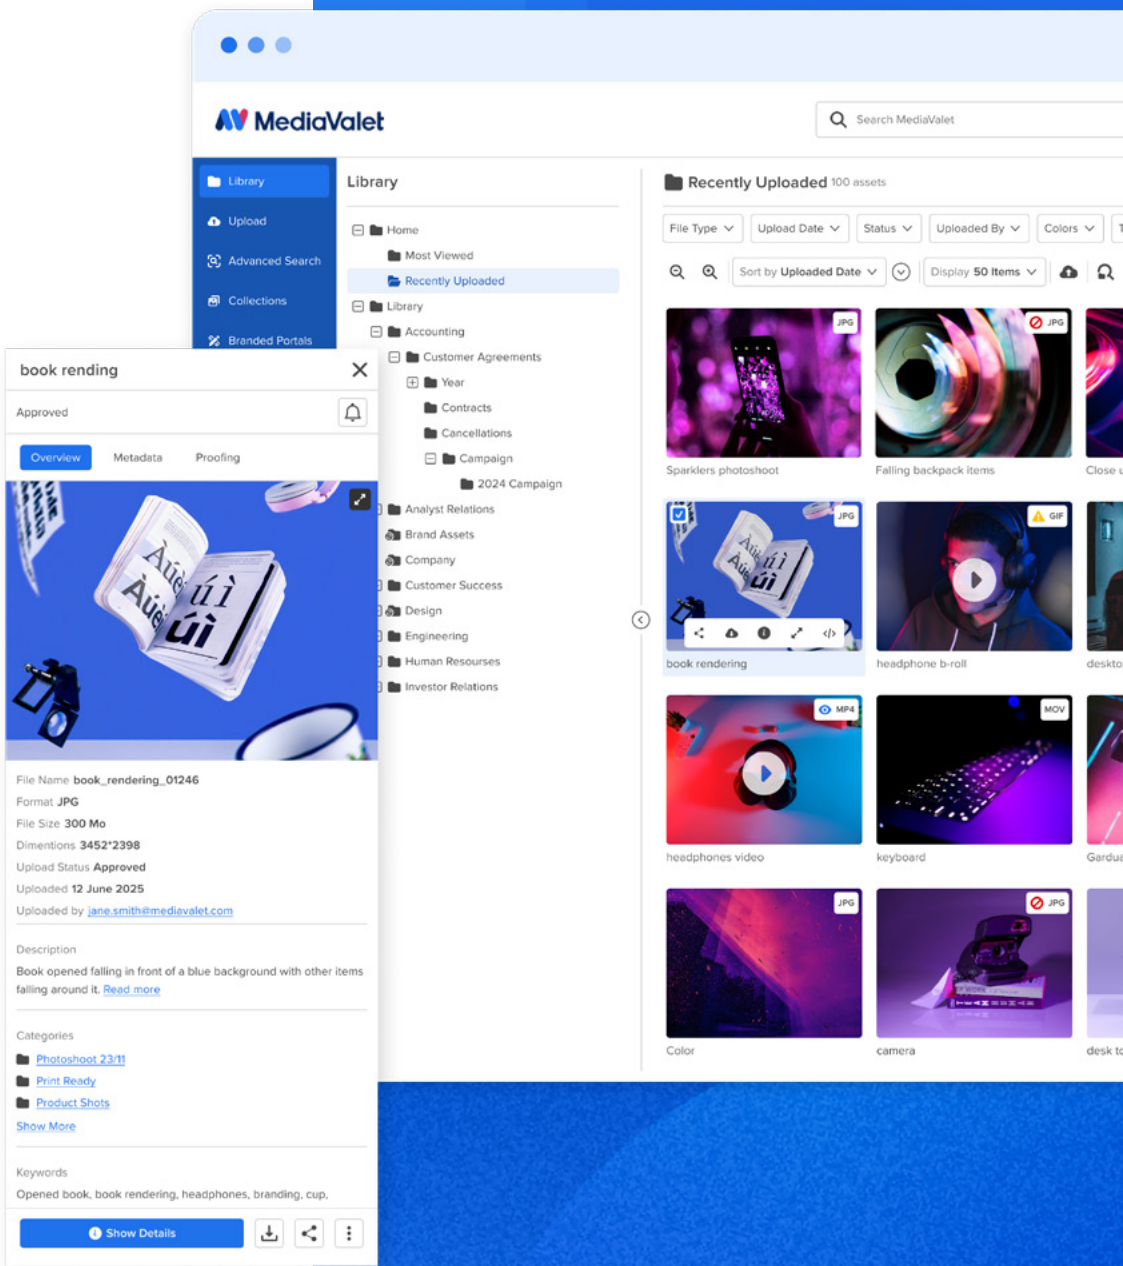 MediaValet
Search MediaValet
Library
Upload
Advanced Search
Collections
Branded Portals
Library
Home
Most Viewed
Recently Uploaded
Library
Accounting
Customer Agreements
Year
Contracts
Cancellations
Campaign
2024 Campaign
Analyst Relations
Brand Assets
Company
Customer Success
Design
Engineering
Human Resourses
Investor Relations
Recently Uploaded 100 assets
File Type
Upload Date
Status
Uploaded By
Colors
Sort by Uploaded Date
Display 50 Items
JPG
JPG
Sparklers photoshoot
Falling backpack items
Close
JPG
GIF
book rendering
headphone b-roll
MP4
MOV
headphones video
keyboard
JPG
JPG
TEAM HUMAN
Color
camera
book rending
Approved
Overview
Metadata
Proofing
File Name book_rendering_01246
Format JPG
File Size 300 Mo
Dimentions 3452*2398
Upload Status Approved
Uploaded 12 June 2025
Uploaded by jane.smith@mediavalet.com
Description
Book opened falling in front of a blue background with other items
falling around it. Read more
Categories
Photoshoot 23/11
Print Ready
Product Shots
Show More
Keywords
Opened book, book rendering, headphones, branding, cup,
Show Details